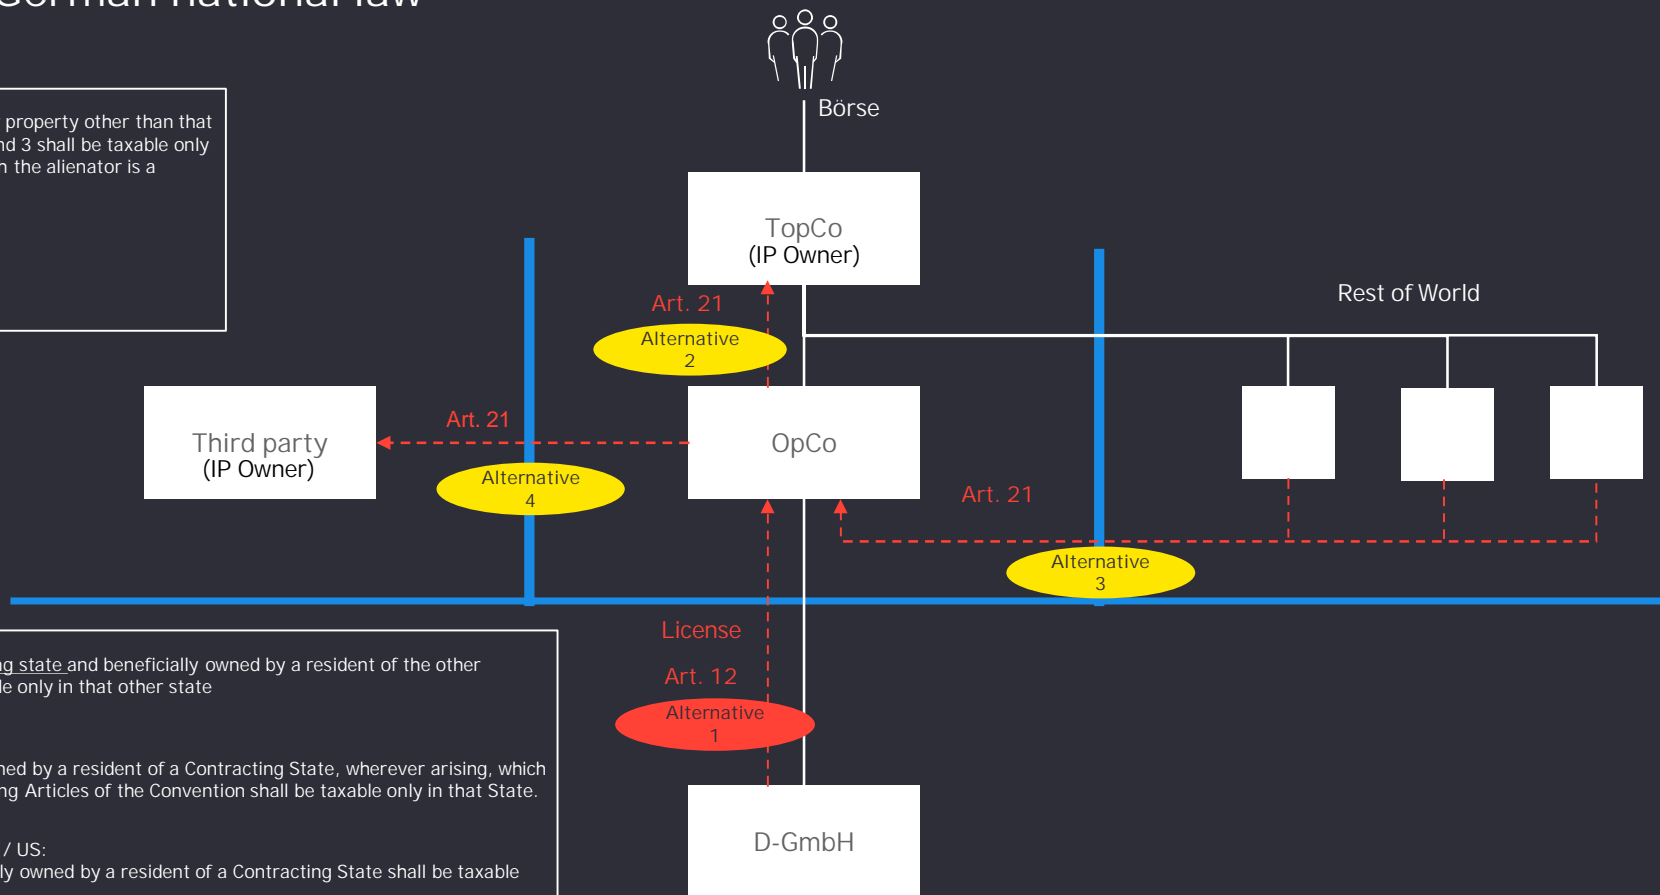 German national law
Börse
property other than that
nd 3 shall be taxable only
h the alienator is a
TopCo
(IP Owner)
Rest of World
Art. 21
Alternative
2
Third party
(IP Owner)
Art. 21
Alternative
4
OpCo
Art. 21
Alternative
3
License
Art. 12
Alternative
1
D-GmbH
ng state and beneficially owned by a resident of the other
le only in that other state
ned by a resident of a Contracting State, wherever arising, which
ng Articles of the Convention shall be taxable only in that State.
/ US:
ly owned by a resident of a Contracting State shall be taxable